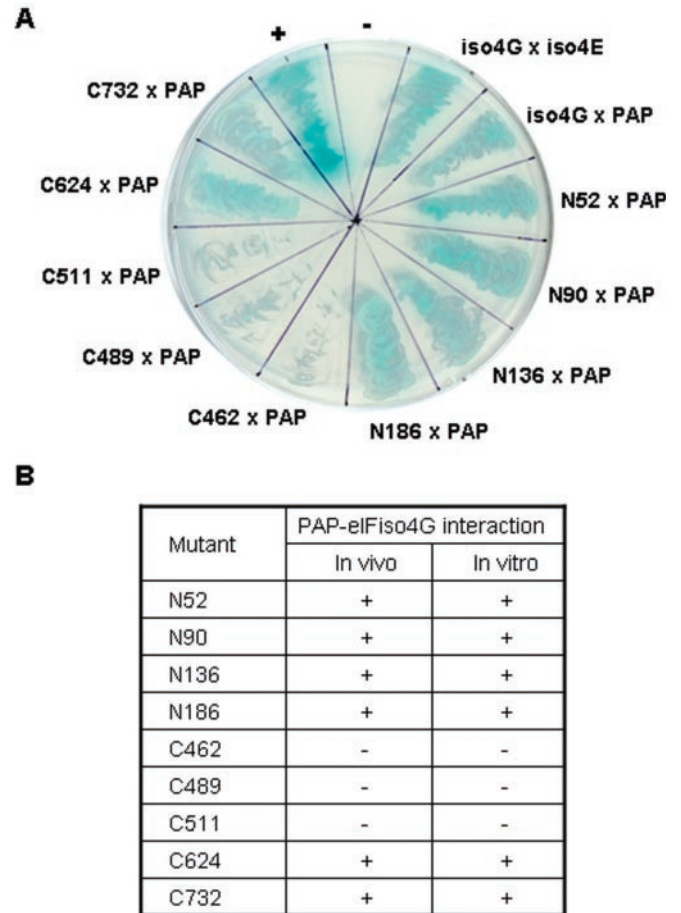 A
+ -
iso4G x iso4E
C732 x PAP
iso4G x PAP
C624 x PAP
N52 x PAP
C511 x PAP
N90 x PAP
C489 x PAP
N136 x PAP
C462 x PAP
N186 x PAP
B
Mutant PAP-eIFiso4G interaction
In vivo In vitro
N52 + +
N90 + +
N136 + +
N186 + +
C462 - -
C489 - -
C511 - -
C624 + +
C732 + +